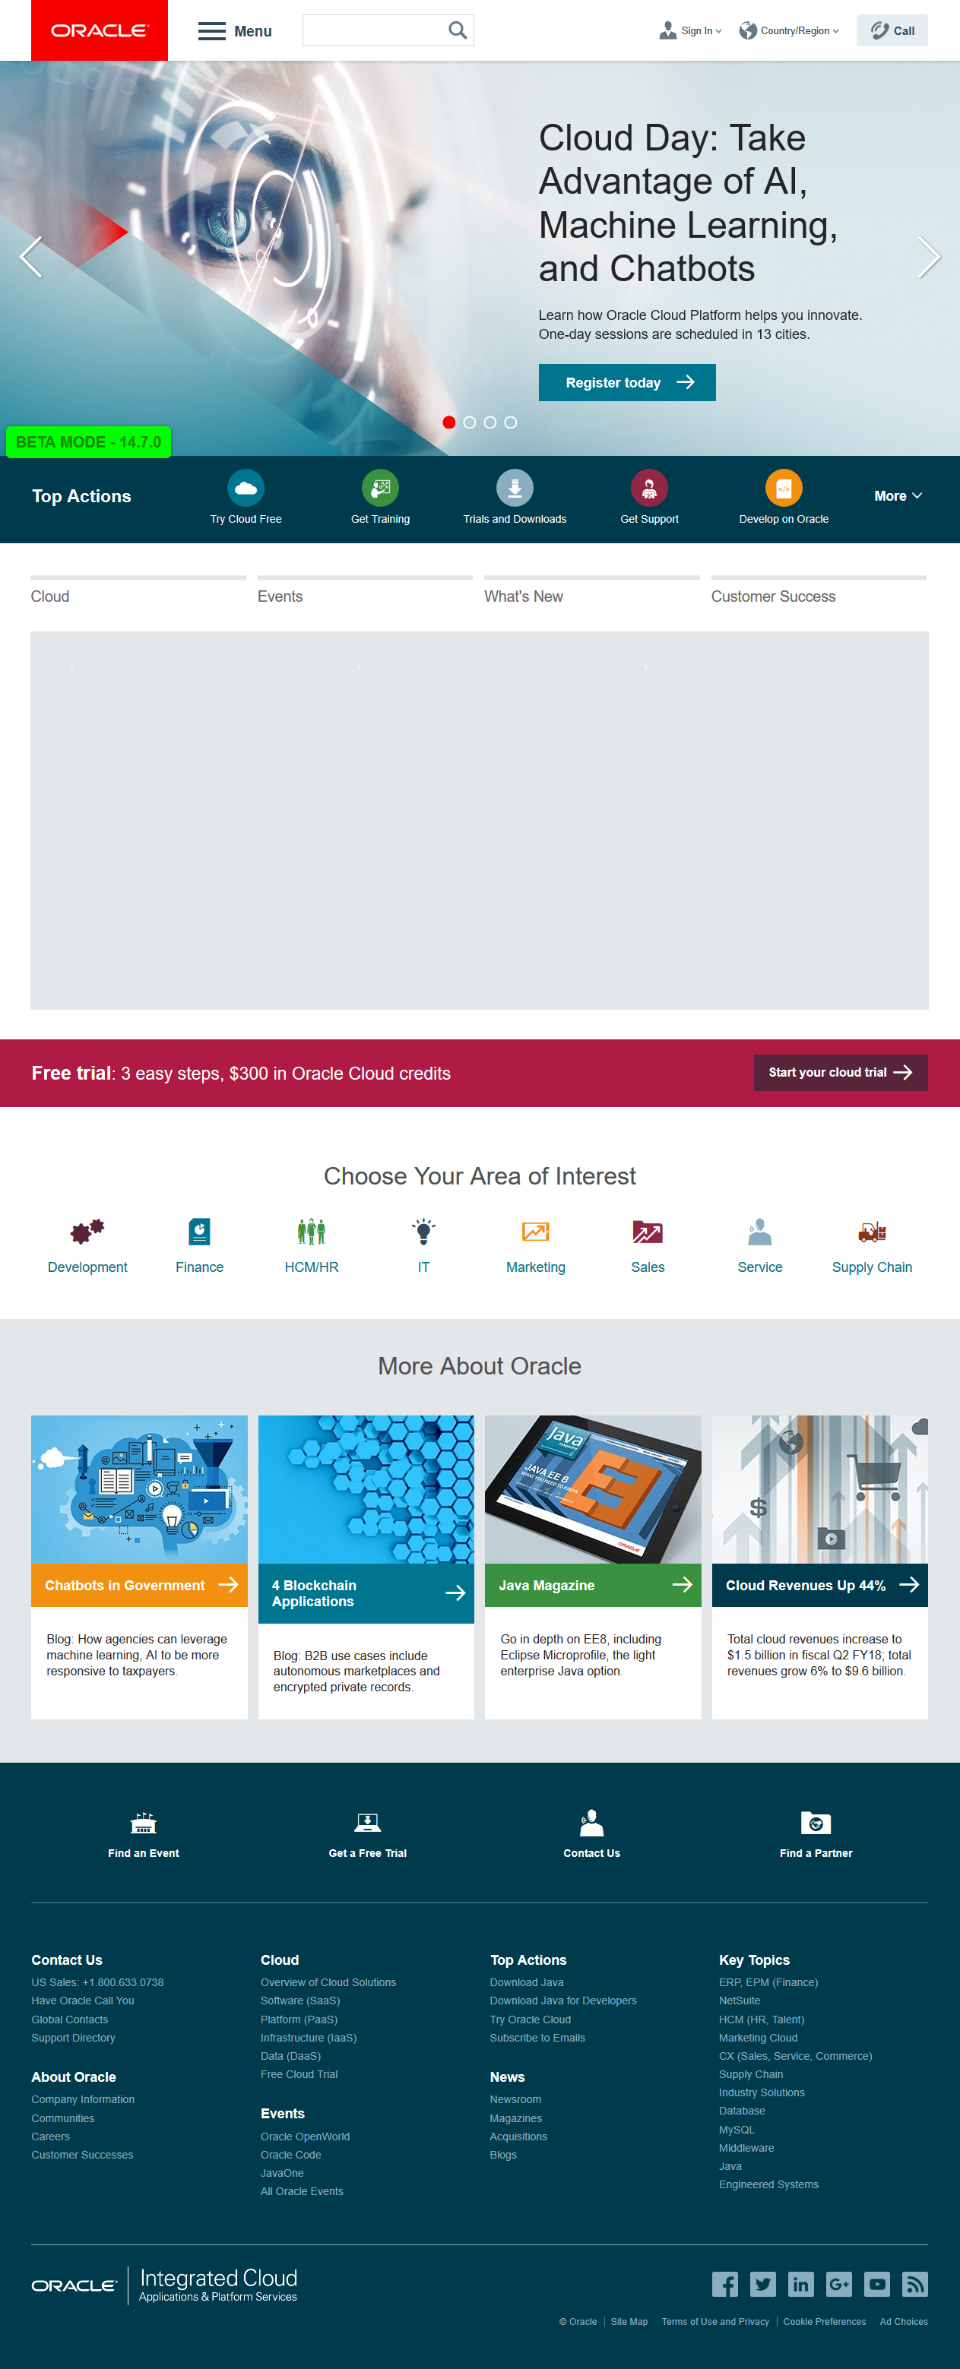 ORACLE
Menu
Sign In
Country/Region
Call
Cloud Day: Take
Advantage of AI,
Machine Learning,
and Chatbots
Learn how Oracle Cloud Platform helps you innovate.
One-day sessions are scheduled in 13 cities.
Register today
BETA MODE - 14.7.0
Top Actions
Try Cloud Free
Get Training
Trials and Downloads
Get Support
Develop on Oracle
More
Cloud
Events
What's New
Customer Success
Free trial: 3 easy steps, $300 in Oracle Cloud credits
Start your cloud trial
Choose Your Area of Interest
Development
Finance
HCM/HR
IT
Marketing
Sales
Service
Supply Chain
More About Oracle
Java
JAVA EE 8
WHAT YOU NEED TO KNOW
ORACLE
Chatbots in Government
Blog: How agencies can leverage
machine learning, AI to be more
responsive to taxpayers.
4 Blockchain
Applications
Blog: B2B use cases include
autonomous marketplaces and
encrypted private records.
Java Magazine
Go in depth on EE8, including
Eclipse Microprofile, the light
enterprise Java option.
Cloud Revenues Up 44%
Total cloud revenues increase to
$1.5 billion in fiscal Q2 FY18; total
revenues grow 6% to $9.6 billion.
Find an Event
Get a Free Trial
Contact Us
Find a Partner
Contact Us
US Sales: +1.800.633.0738
Have Oracle Call You
Global Contacts
Support Directory
About Oracle
Company Information
Communities
Careers
Customer Successes
Cloud
Overview of Cloud Solutions
Software (SaaS)
Platform (PaaS)
Infrastructure (IaaS)
Data (DaaS)
Free Cloud Trial
Events
Oracle OpenWorld
Oracle Code
JavaOne
All Oracle Events
Top Actions
Download Java
Download Java for Developers
Try Oracle Cloud
Subscribe to Emails
News
Newsroom
Magazines
Acquisitions
Blogs
Key Topics
ERP, EPM (Finance)
NetSuite
HCM (HR, Talent)
Marketing Cloud
CX (Sales, Service, Commerce)
Supply Chain
Industry Solutions
Database
MySQL
Middleware
Java
Engineered Systems
ORACLE
Integrated Cloud
Applications & Platform Services
© Oracle
Site Map
Terms of Use and Privacy
Cookie Preferences
Ad Choices